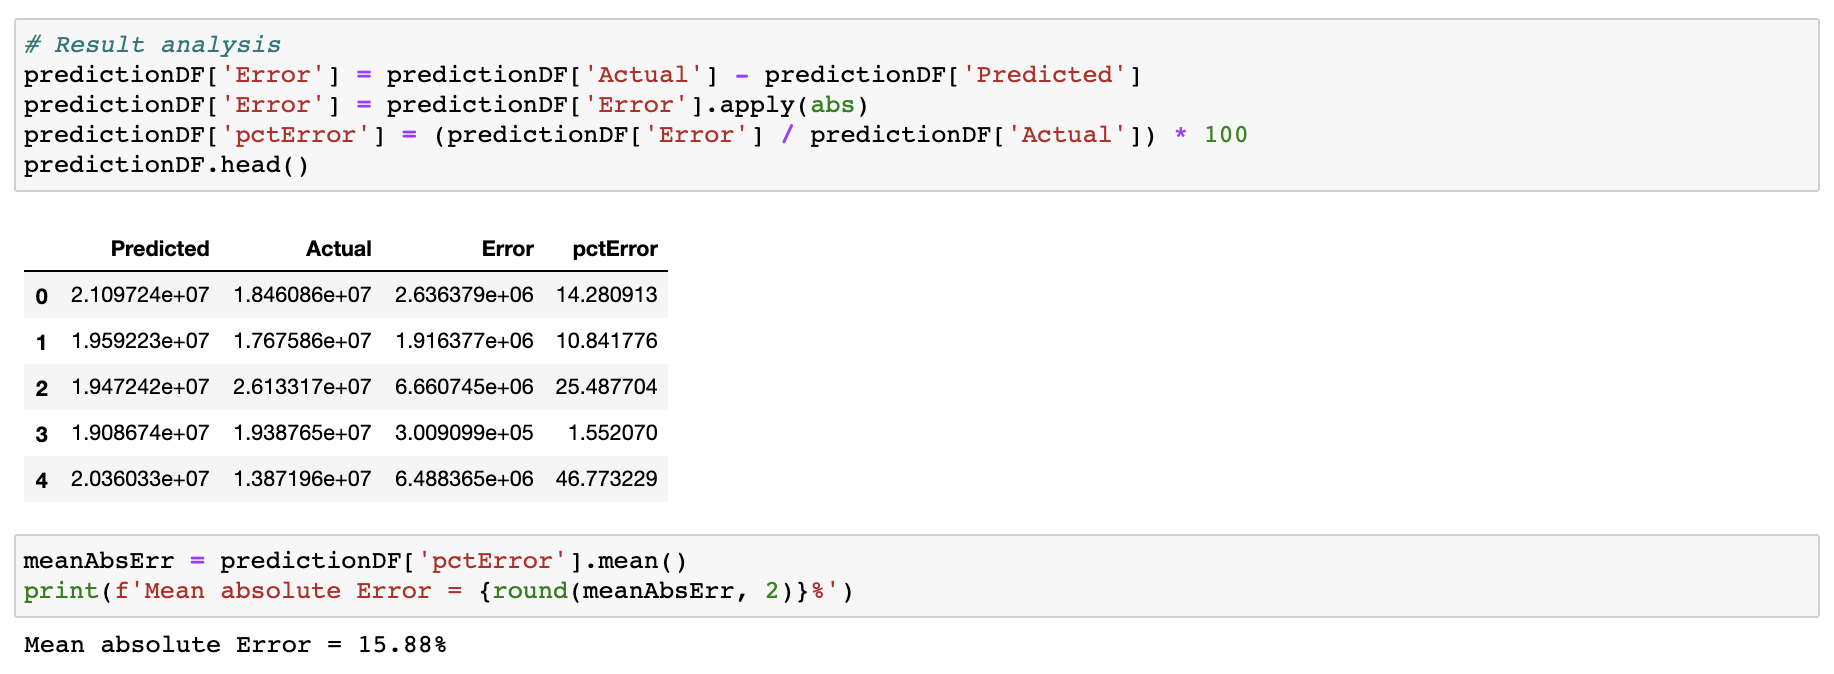 # Result analysis
predictionDF['Error'] = predictionDF['Actual'] - predictionDF['Predicted']
predictionDF['Error'] = predictionDF['Error'].apply(abs)
predictionDF['pctError'] = (predictionDF['Error'] / predictionDF['Actual']) * 100
predictionDF.head()
Predicted Actual Error pctError
0 2.109724e+07 1.846086e+07 2.636379e+06 14.280913
1 1.959223e+07 1.767586e+07 1.916377e+06 10.841776
2 1.947242e+07 2.613317e+07 6.660745e+06 25.487704
3 1.908674e+07 1.938765e+07 3.009099e+05 1.552070
4 2.036033e+07 1.387196e+07 6.488365e+06 46.773229
meanAbsErr = predictionDF['pctError'].mean()
print(f'Mean absolute Error = {round(meanAbsErr, 2)}%')
Mean absolute Error = 15.88%